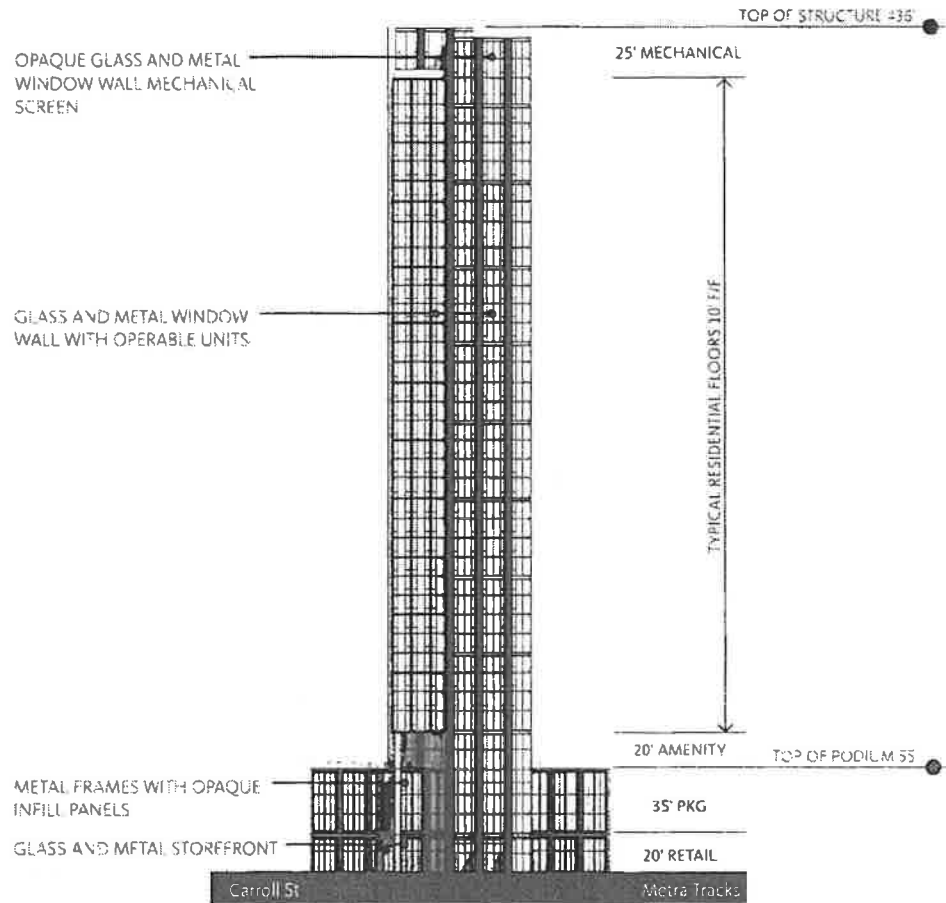 TOP OF STRUCTURE 436'
OPAQUE GLASS AND METAL
WINDOW WALL MECHANICAL
SCREEN
25' MECHANICAL
GLASS AND METAL WINDOW
WALL WITH OPERABLE UNITS
TYPICAL RESIDENTIAL FLOORS 10' F/F
20' AMENITY
TOP OF PODIUM 55'
METAL FRAMES WITH OPAQUE
INFILL PANELS
35' PKG
GLASS AND METAL STOREFRONT
20' RETAIL
Carroll St
Metra Tracks